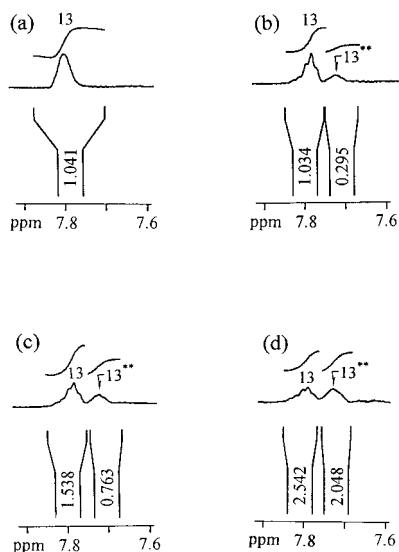 (a)
13
1.041
ppm 7.8 7.6
(b)
13
13**
1.034 0.295
ppm 7.8 7.6
(c)
13
13**
1.538 0.763
ppm 7.8 7.6
(d)
13
13**
2.542 2.048
ppm 7.8 7.6